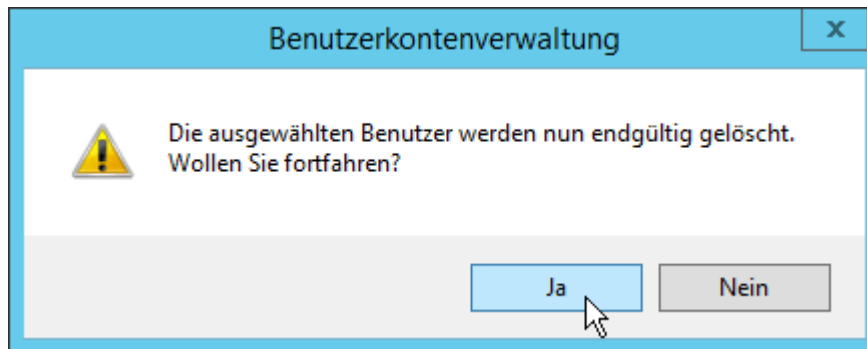 Benutzerkontenverwaltung
x
Die ausgewählten Benutzer werden nun endgültig gelöscht.
Wollen Sie fortfahren?
Ja
Nein